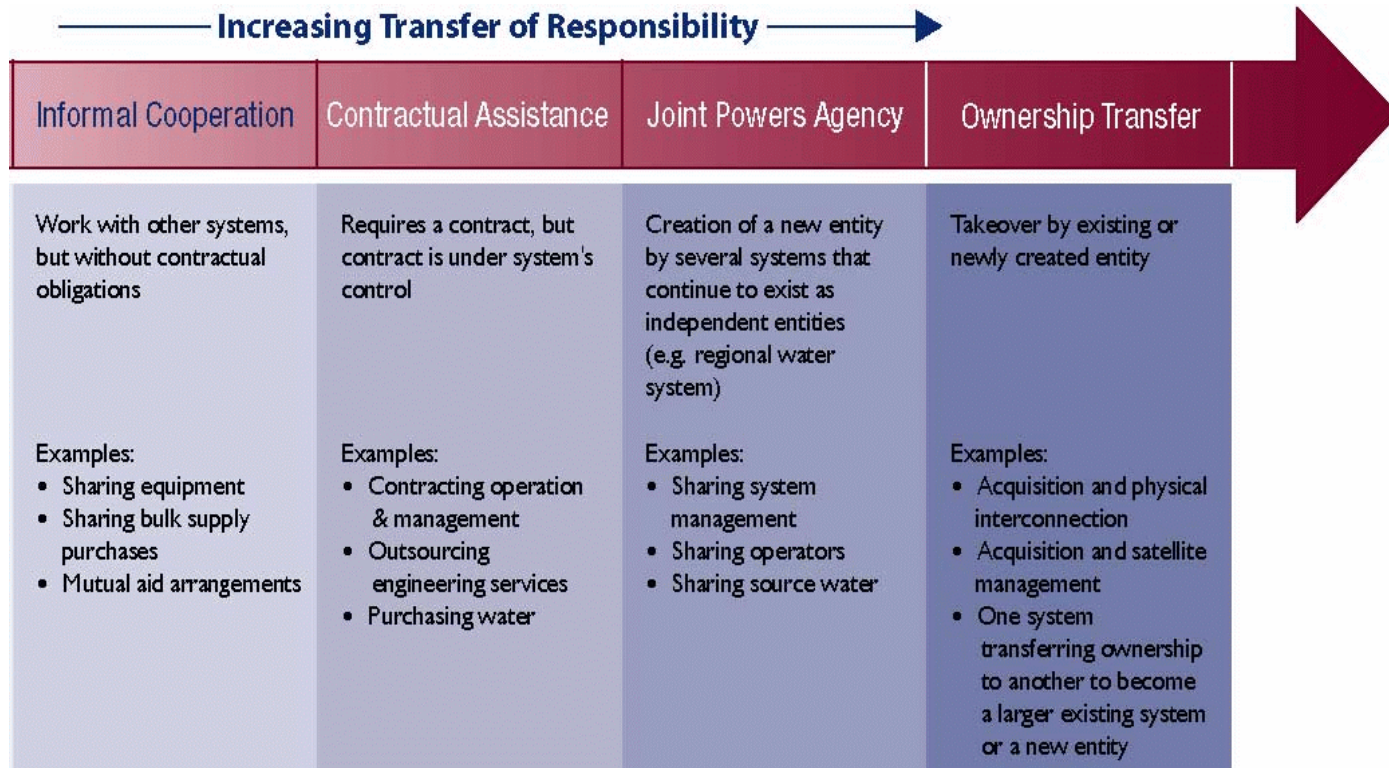 Increasing Transfer of Responsibility
Informal Cooperation
Contractual Assistance
Joint Powers Agency
Ownership Transfer
Work with other systems,
but without contractual
obligations
Examples:
• Sharing equipment
• Sharing bulk supply
purchases
• Mutual aid arrangements
Requires a contract, but
contract is under system's
control
Examples:
• Contracting operation
& management
• Outsourcing
engineering services
• Purchasing water
Creation of a new entity
by several systems that
continue to exist as
independent entities
(e.g. regional water
system)
Examples:
• Sharing system
management
• Sharing operators
• Sharing source water
Takeover by existing or
newly created entity
Examples:
• Acquisition and physical
interconnection
• Acquisition and satellite
management
• One system
transferring ownership
to another to become
a larger existing system
or a new entity